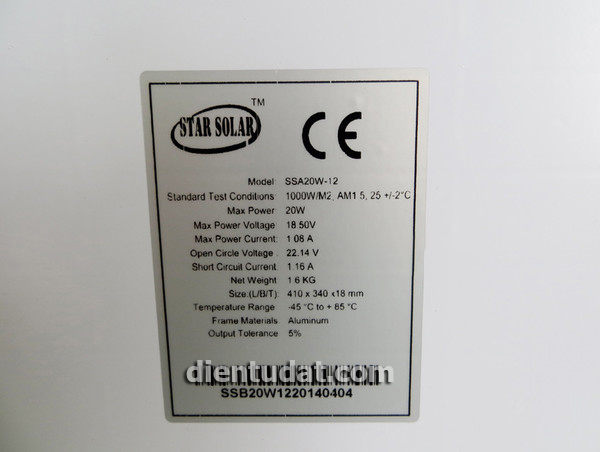 STAR SOLAR TM
CE
Model: SSA20W-12
Standard Test Conditions: 1000W/M2, AM1 5, 25 +/-2°C
Max Power: 20W
Max Power Voltage: 18 50V
Max Power Current: 1 08 A
Open Circle Voltage: 22.14 V
Short Circuit Current: 1 16 A
Net Weight: 1 6 KG
Size:(L/B/T): 410 x 340 x18 mm
Temperature Range: -45 °C to + 85 °C
Frame Materials: Aluminum
Output Tolerance: 5%
dientudat.com
SSB20W1220140404